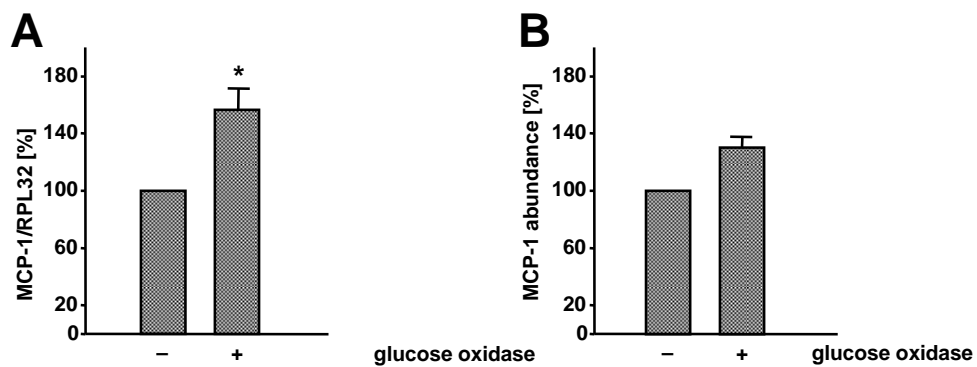 A
MCP-1/RPL32 [%]
180
140
100
60
20
0
*
– +
glucose oxidase
B
MCP-1 abundance [%]
180
140
100
60
20
0
– +
glucose oxidase